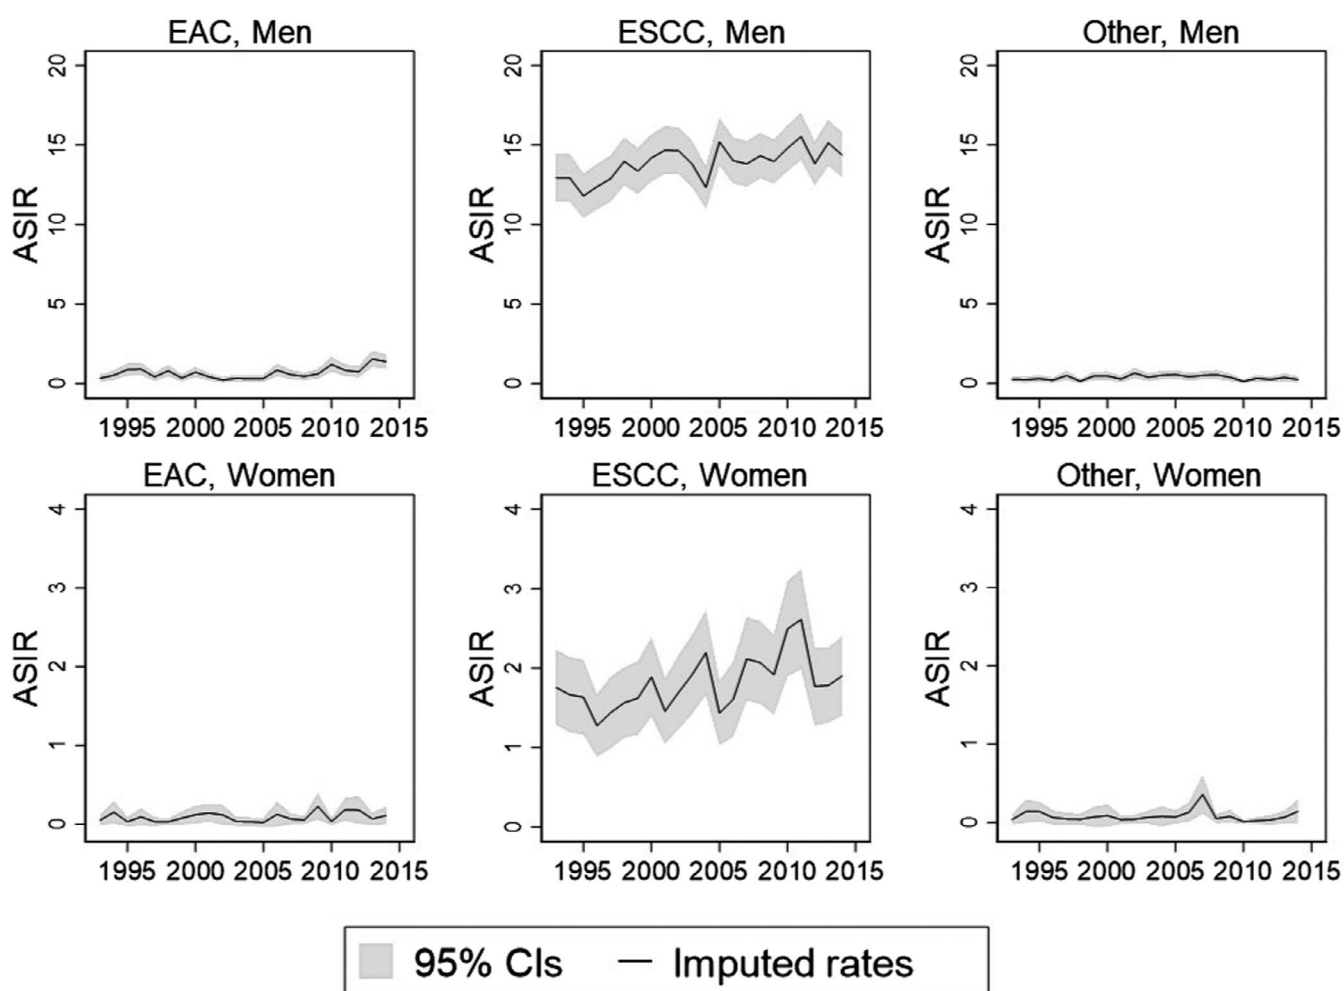 EAC, Men
ESCC, Men
Other, Men
ASIR
20
15
10
5
0
1995 2000 2005 2010 2015
ASIR
20
15
10
5
0
1995 2000 2005 2010 2015
ASIR
20
15
10
5
0
1995 2000 2005 2010 2015
EAC, Women
ESCC, Women
Other, Women
ASIR
4
3
2
1
0
1995 2000 2005 2010 2015
ASIR
4
3
2
1
0
1995 2000 2005 2010 2015
ASIR
4
3
2
1
0
1995 2000 2005 2010 2015
95% CIs
Imputed rates